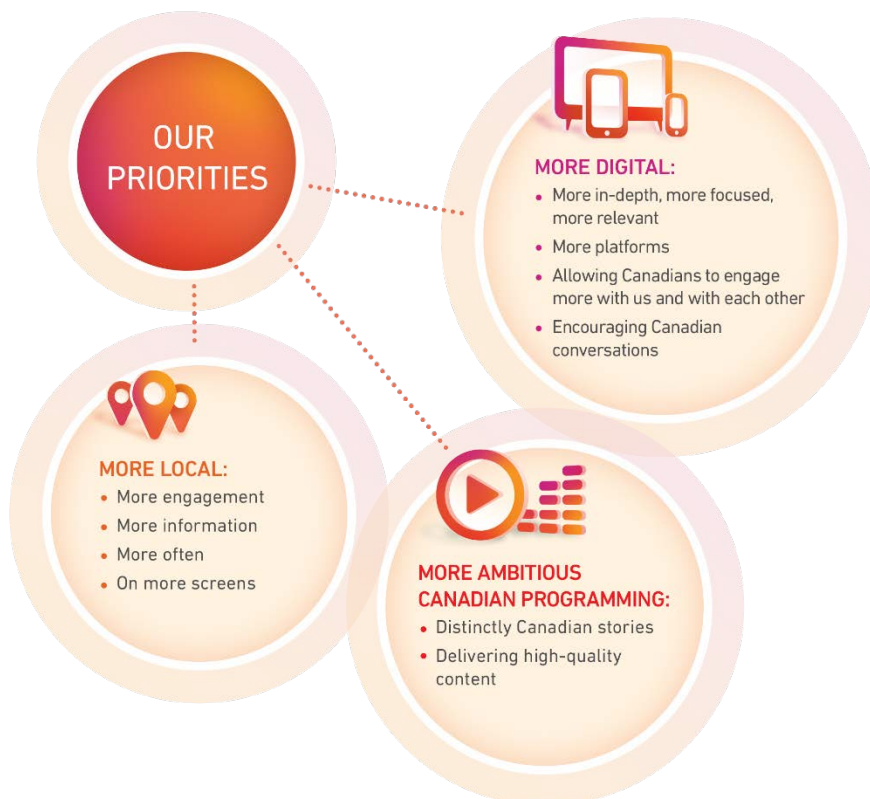 OUR
PRIORITIES
MORE DIGITAL:
• More in-depth, more focused,
more relevant
• More platforms
• Allowing Canadians to engage
more with us and with each other
• Encouraging Canadian
conversations
MORE LOCAL:
• More engagement
• More information
• More often
• On more screens
MORE AMBITIOUS
CANADIAN PROGRAMMING:
• Distinctly Canadian stories
• Delivering high-quality
content